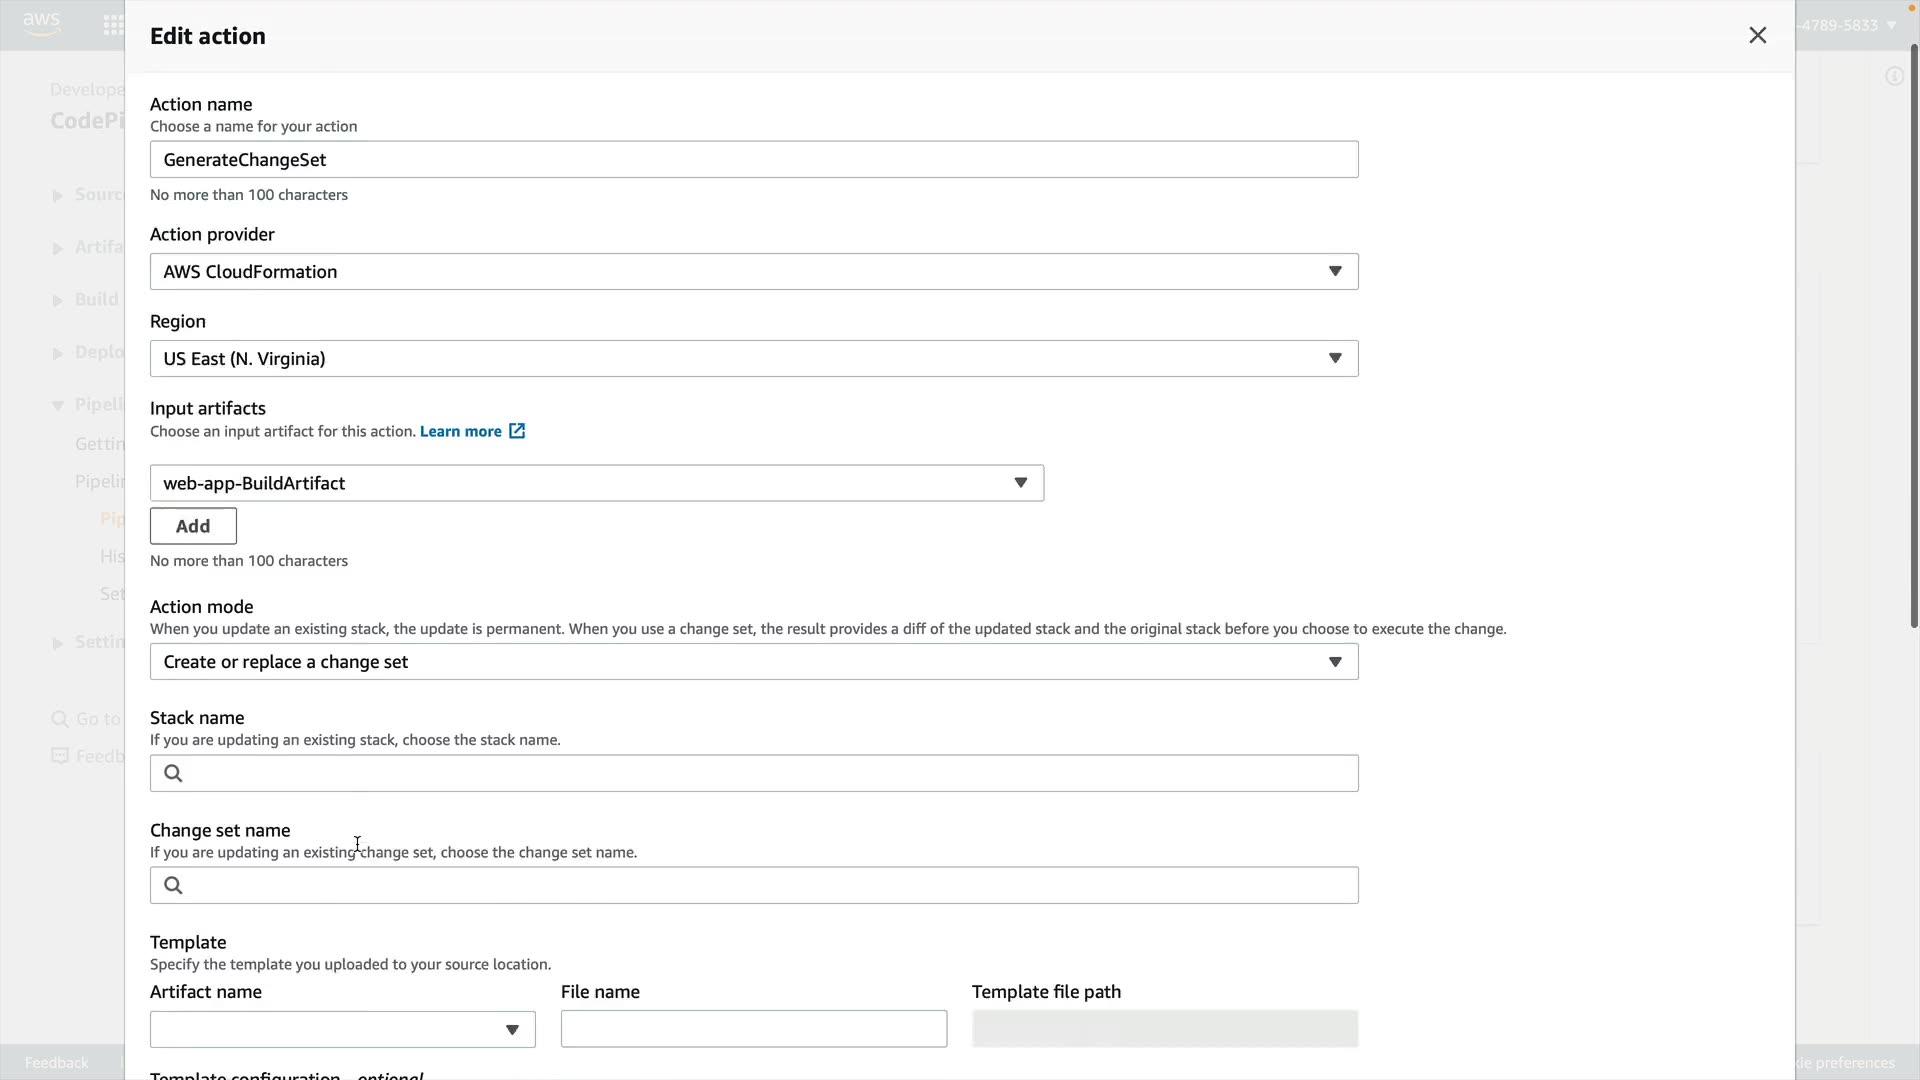 aws
Edit action
-4789-5833
Develope
CodePi
Action name
Choose a name for your action
GenerateChangeSet
No more than 100 characters
Sourc
Action provider
Artifa
AWS CloudFormation
Build
Region
Deplo
US East (N. Virginia)
Pipeli
Input artifacts
Choose an input artifact for this action. Learn more
Gettin
Pipelin
web-app-BuildArtifact
Pip
Add
His
No more than 100 characters
Set
Action mode
When you update an existing stack, the update is permanent. When you use a change set, the result provides a diff of the updated stack and the original stack before you choose to execute the change.
Settin
Create or replace a change set
Stack name
Go to
If you are updating an existing stack, choose the stack name.
Feedb
Change set name
If you are updating an existing change set, choose the change set name.
Template
Specify the template you uploaded to your source location.
Artifact name File name Template file path
Feedback kie preferences
Template configuration - optional